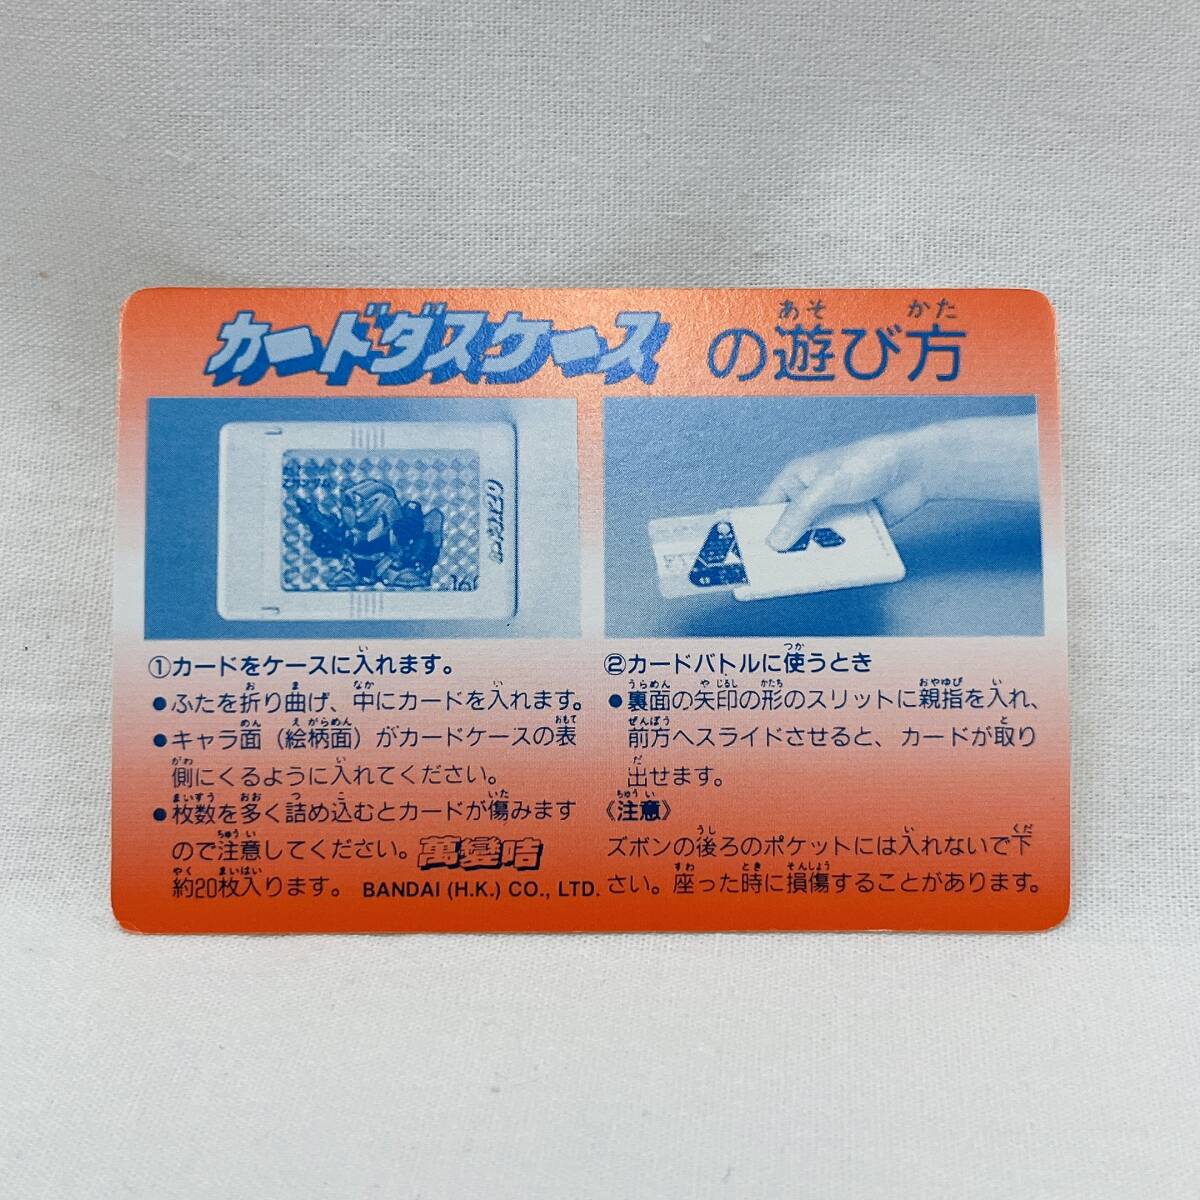 カードダスケースの遊び方
あそ かた
①カードをケースに入れます。
●ふたを折り曲げ、中にカードを入れます。
●キャラ面（絵柄面）がカードケースの表
側にくるように入れてください。
●枚数を多く詰め込むとカードが傷みます
ので注意してください。萬變咭
約20枚入ります。 BANDAI (H.K.) CO., LTD.
②カードバトルに使うとき
●裏面の矢印の形のスリットに親指を入れ、
前方へスライドさせると、カードが取り
出せます。
《注意》
ズボンの後ろのポケットには入れないで下
さい。座った時に損傷することがあります。